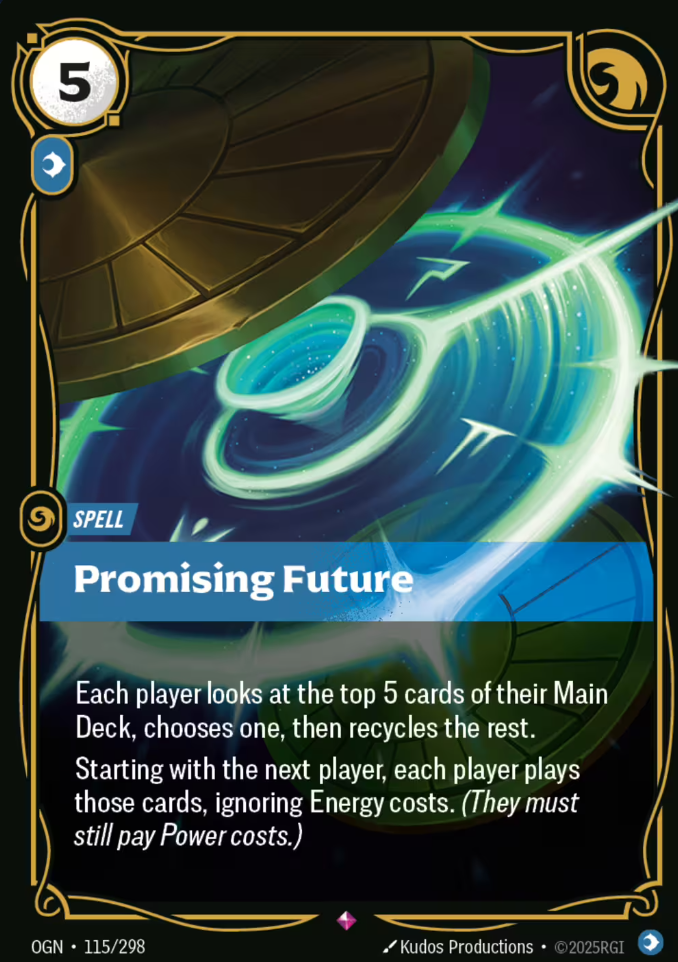 5
SPELL
Promising Future
Each player looks at the top 5 cards of their Main
Deck, chooses one, then recycles the rest.
Starting with the next player, each player plays
those cards, ignoring Energy costs. (They must
still pay Power costs.)
OGN • 115/298
Kudos Productions • ©2025RGI